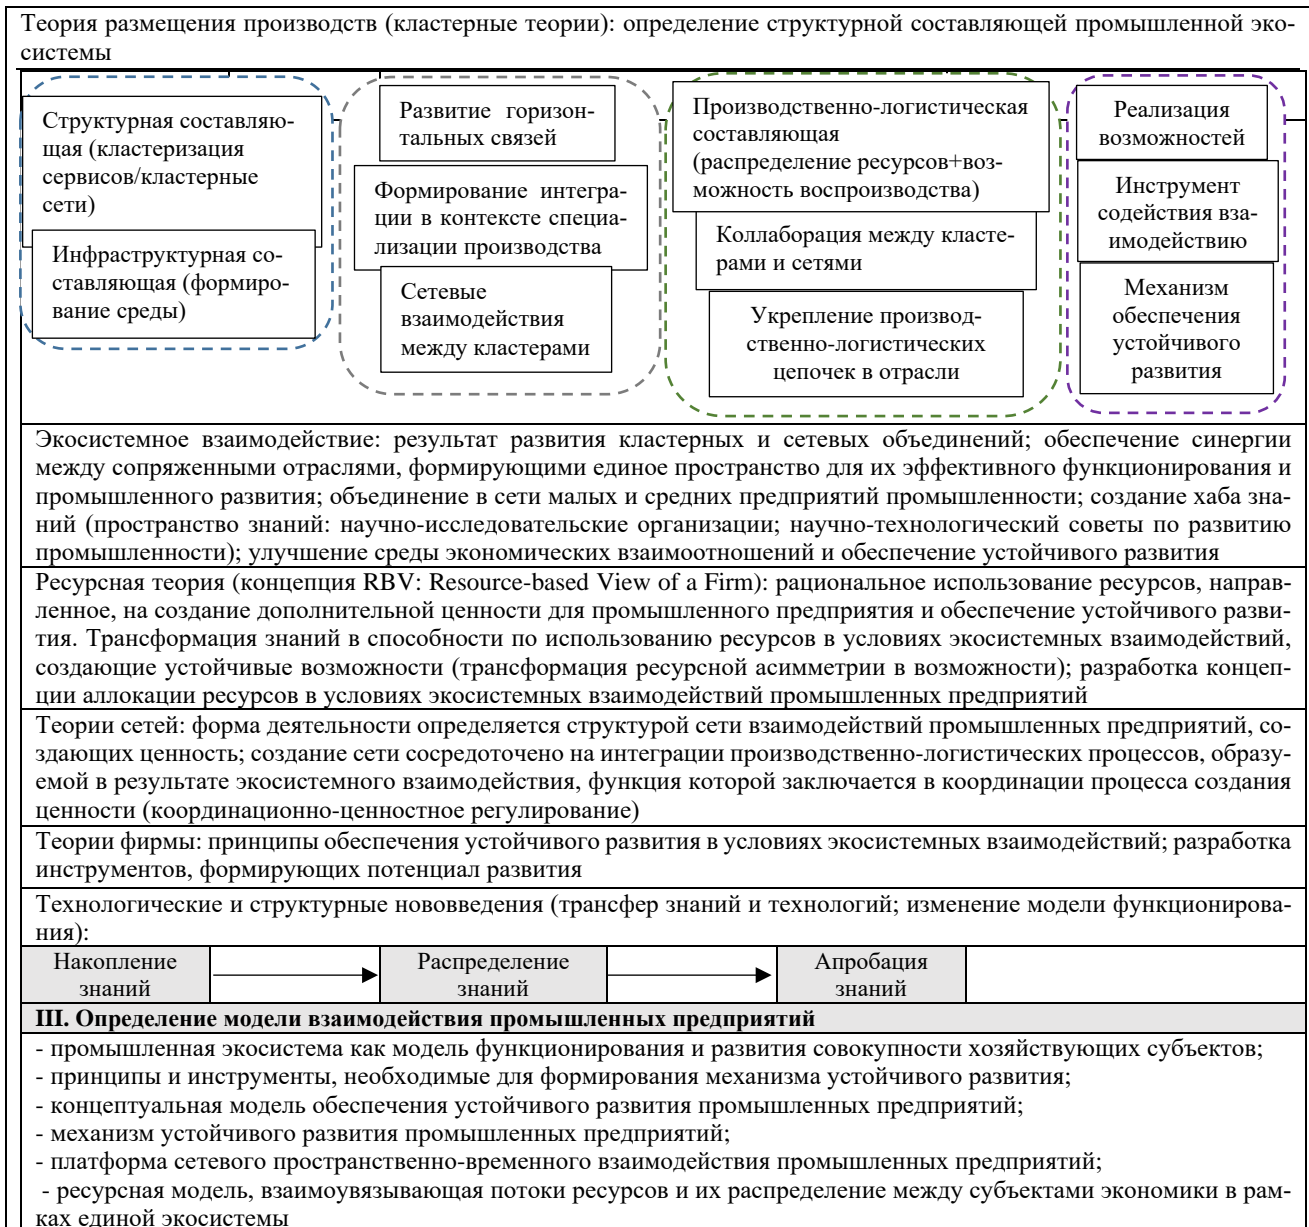 Теория размещения производств (кластерные теории): определение структурной составляющей промышленной эко-
системы
Структурная составляю-
щая (кластеризация
сервисов/кластерные
сети)
Инфраструктурная со-
ставляющая (формиро-
вание среды)
Развитие горизон-
тальных связей
Формирование интегра-
ции в контексте специа-
лизации производства
Сетевые
взаимодействия
между кластерами
Производственно-логистическая
составляющая
(распределение ресурсов+воз-
можность воспроизводства)
Коллаборация между класте-
рами и сетями
Укрепление производ-
ственно-логистических
цепочек в отрасли
Реализация
возможностей
Инструмент
содействия вза-
имодействию
Механизм
обеспечения
устойчивого
развития
Экосистемное взаимодействие: результат развития кластерных и сетевых объединений; обеспечение синергии
между сопряженными отраслями, формирующими единое пространство для их эффективного функционирования и
промышленного развития; объединение в сети малых и средних предприятий промышленности; создание хаба зна-
ний (пространство знаний: научно-исследовательские организации; научно-технологический советы по развитию
промышленности); улучшение среды экономических взаимоотношений и обеспечение устойчивого развития
Ресурсная теория (концепция RBV: Resource-based View of a Firm): рациональное использование ресурсов, направ-
ленное, на создание дополнительной ценности для промышленного предприятия и обеспечение устойчивого разви-
тия. Трансформация знаний в способности по использованию ресурсов в условиях экосистемных взаимодействий,
создающие устойчивые возможности (трансформация ресурсной асимметрии в возможности); разработка концеп-
ции аллокации ресурсов в условиях экосистемных взаимодействий промышленных предприятий
Теории сетей: форма деятельности определяется структурой сети взаимодействий промышленных предприятий, со-
здающих ценность; создание сети сосредоточено на интеграции производственно-логистических процессов, образу-
емой в результате экосистемного взаимодействия, функция которой заключается в координации процесса создания
ценности (координационно-ценностное регулирование)
Теории фирмы: принципы обеспечения устойчивого развития в условиях экосистемных взаимодействий; разработка
инструментов, формирующих потенциал развития
Технологические и структурные нововведения (трансфер знаний и технологий; изменение модели функционирова-
ния):
Накопление
знаний
Распределение
знаний
Апробация
знаний
III. Определение модели взаимодействия промышленных предприятий
- промышленная экосистема как модель функционирования и развития совокупности хозяйствующих субъектов;
- принципы и инструменты, необходимые для формирования механизма устойчивого развития;
- концептуальная модель обеспечения устойчивого развития промышленных предприятий;
- механизм устойчивого развития промышленных предприятий;
- платформа сетевого пространственно-временного взаимодействия промышленных предприятий;
- ресурсная модель, взаимоувязывающая потоки ресурсов и их распределение между субъектами экономики в рам-
ках единой экосистемы